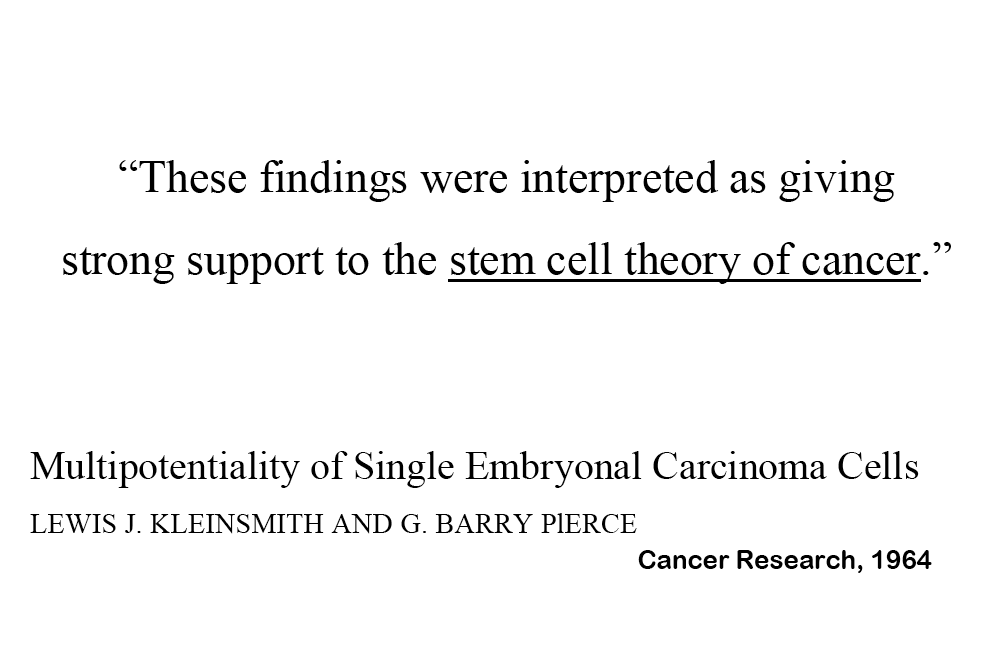 “These findings were interpreted as giving
strong support to the stem cell theory of cancer.”
Multipotentiality of Single Embryonal Carcinoma Cells
LEWIS J. KLEINSMITH AND G. BARRY PlERCE
Cancer Research, 1964